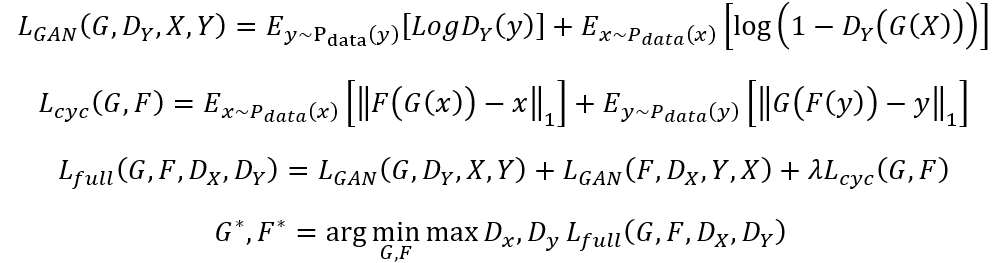 L_{GAN}(G, D_Y, X, Y) = E_{y~P_{data}(y)}[LogD_Y(y)] + E_{x~P_{data}(x)}[log(1 − D_Y(G(X)))]
L_{cyc}(G, F) = E_{x~P_{data}(x)}[‖F(G(x)) − x‖_1] + E_{y~P_{data}(y)}[‖G(F(y)) − y‖_1]
L_{full}(G, F, D_X, D_Y) = L_{GAN}(G, D_Y, X, Y) + L_{GAN}(F, D_X, Y, X) + λL_{cyc}(G, F)
G^*, F^* = arg min_{G,F} max D_x, D_y L_{full}(G, F, D_X, D_Y)